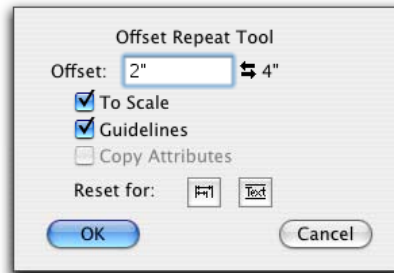 Offset Repeat Tool
Offset: 2" 4"
To Scale
Guidelines
Copy Attributes
Reset for: Text
OK Cancel